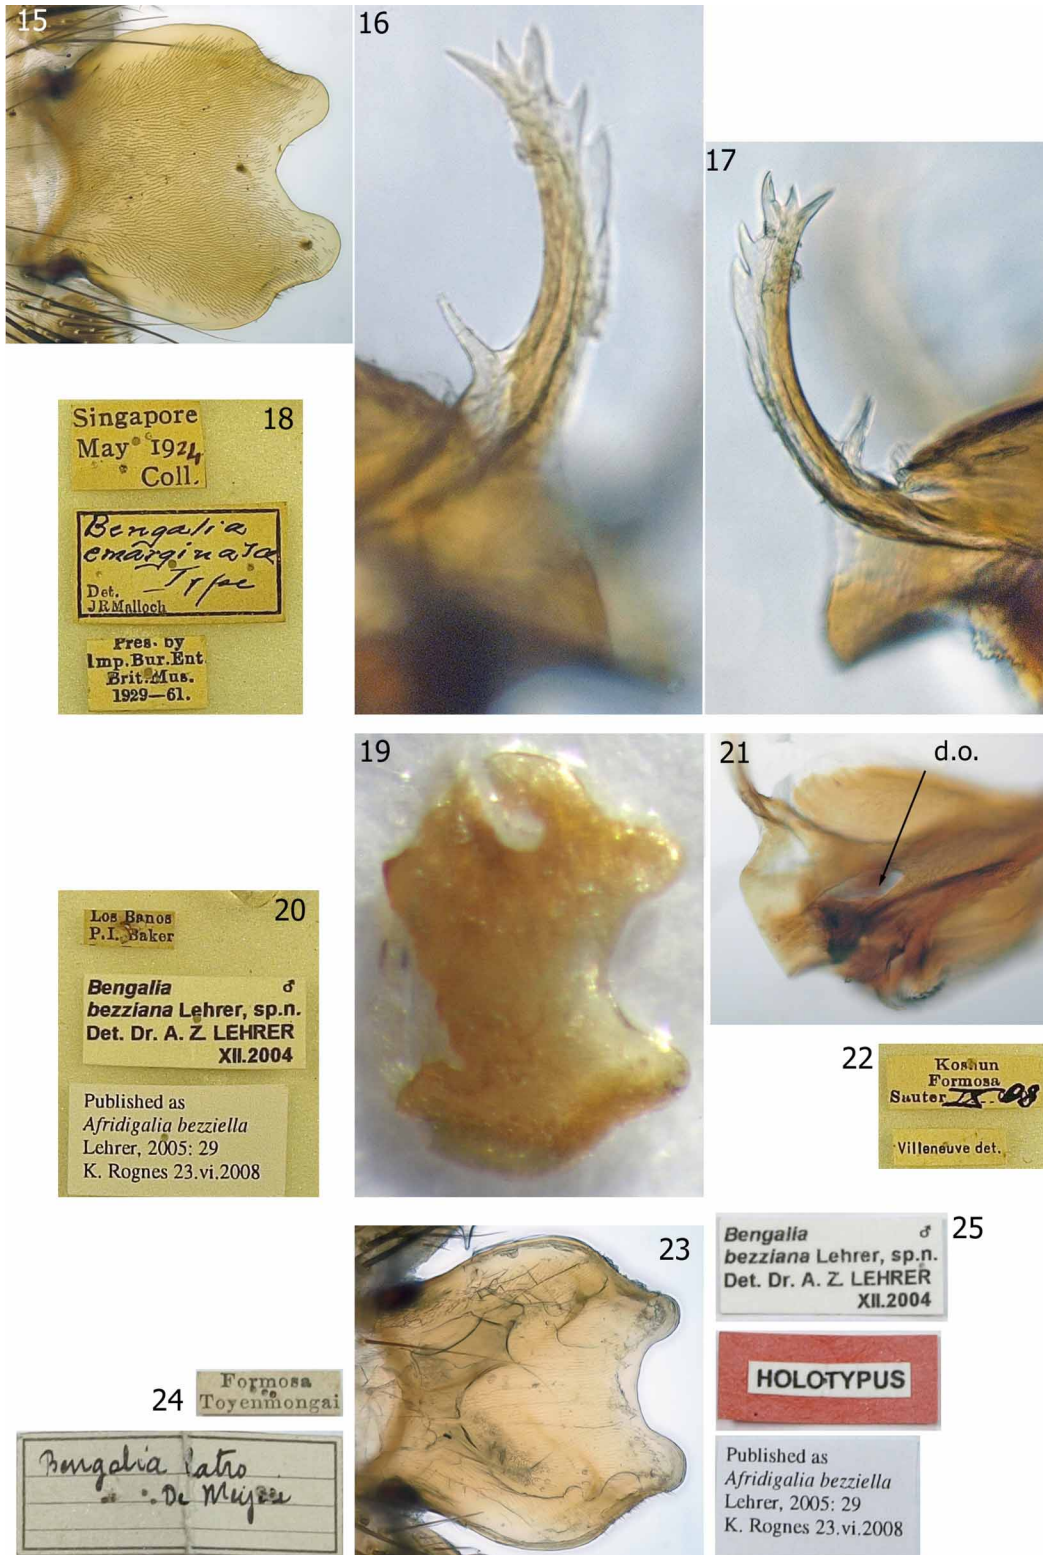 15
16
17
18
Singapore
May 1924
Coll.
Bengalia
emarginata
Type
Det.
JRMalloch
Pres. by
Imp.Bur.Ent.
Brit.Mus.
1929—61.
19
20
Los Banos
P.I. Baker
Bengalia ♂
bezziana Lehrer, sp.n.
Det. Dr. A. Z. LEHRER
XII.2004
Published as
Afridigalia bezziella
Lehrer, 2005: 29
K. Rognes 23.vi.2008
21
d.o.
22
Koshun
Formosa
Sauter IX. 08
Villeneuve det.
23
24
Formosa
Toyenmongai
Bengalia latro
De Meijere
25
Bengalia ♂
bezziana Lehrer, sp.n.
Det. Dr. A. Z. LEHRER
XII.2004
HOLOTYPUS
Published as
Afridigalia bezziella
Lehrer, 2005: 29
K. Rognes 23.vi.2008